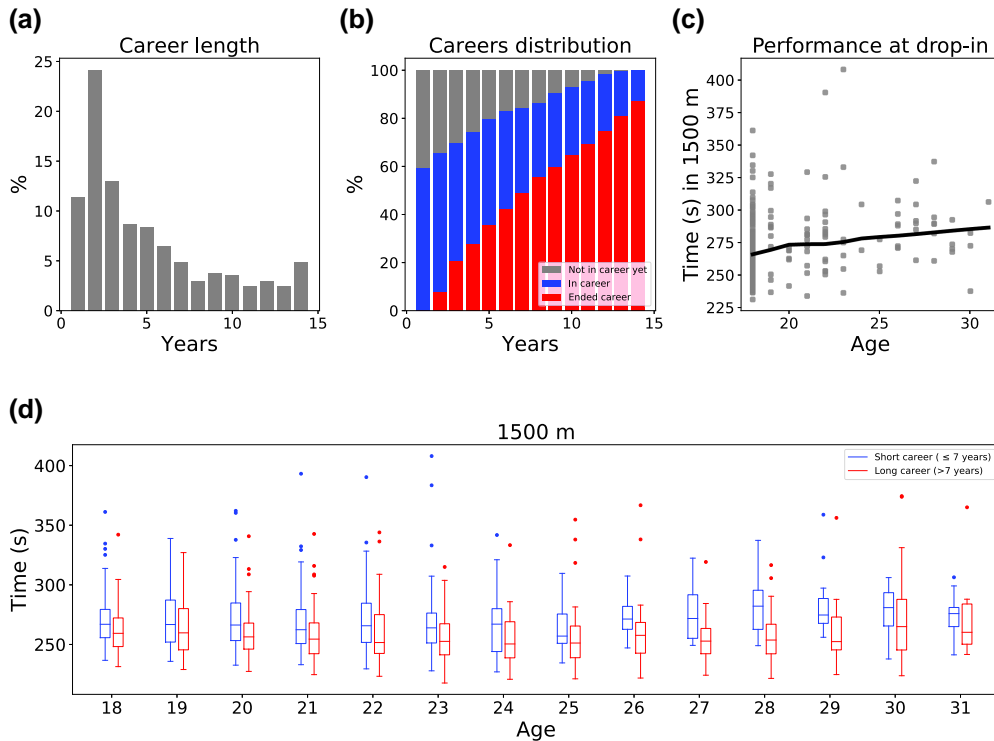 (a)
Career length
25
20
15
10
5
0
%
0
5
10
15
Years
(b)
Careers distribution
100
80
60
40
20
0
%
Not in career yet
In career
Ended career
0
5
10
15
Years
(c)
Performance at drop-in
400
375
350
325
300
275
250
225
Time (s) in 1500 m
20
25
30
Age
(d)
1500 m
Short career ( ≤ 7 years)
Long career (>7 years)
400
350
300
250
Time (s)
18 19 20 21 22 23 24 25 26 27 28 29 30 31
Age